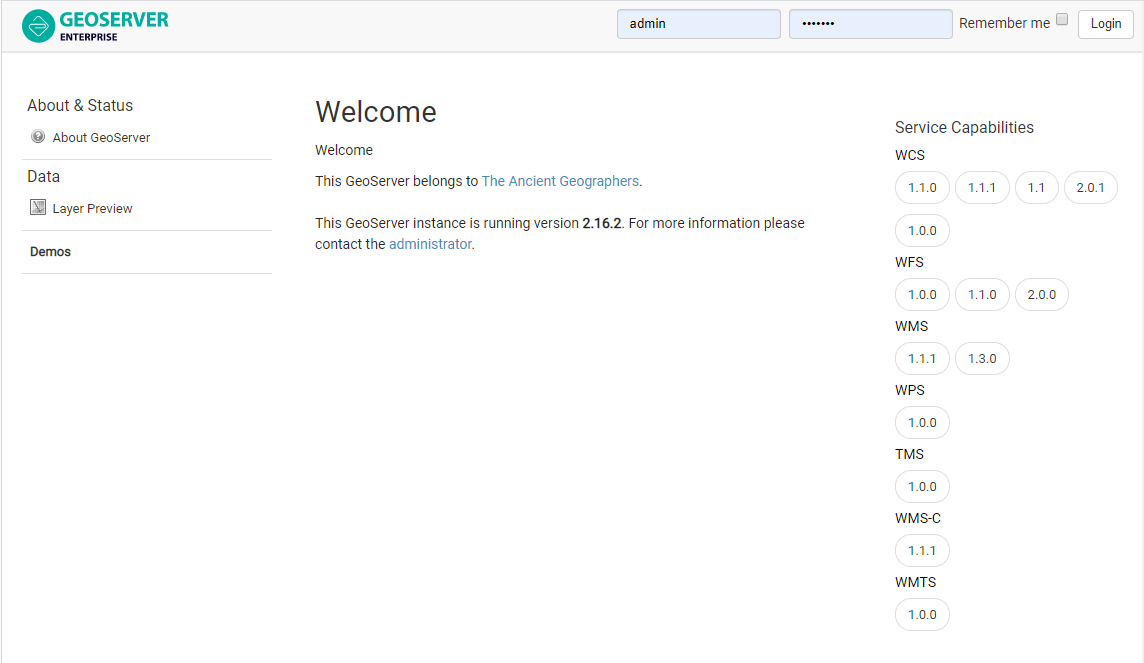 GEOSERVER
ENTERPRISE
admin
•••••••
Remember me
Login
About & Status
About GeoServer
Data
Layer Preview
Demos
Welcome
Welcome
This GeoServer belongs to The Ancient Geographers.
This GeoServer instance is running version 2.16.2. For more information please
contact the administrator.
Service Capabilities
WCS
1.1.0 1.1.1 1.1 2.0.1
1.0.0
WFS
1.0.0 1.1.0 2.0.0
WMS
1.1.1 1.3.0
WPS
1.0.0
TMS
1.0.0
WMS-C
1.1.1
WMTS
1.0.0